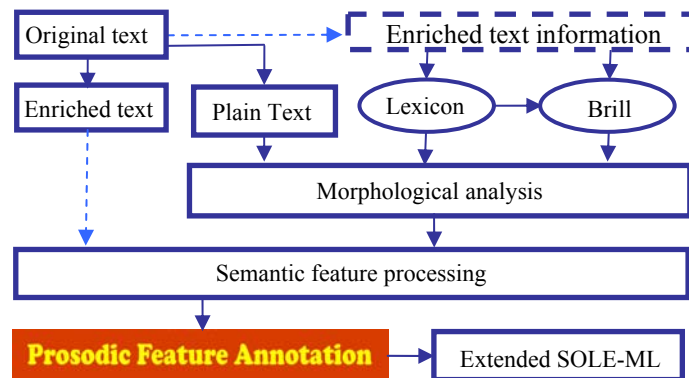 Original text
Enriched text information
Enriched text
Plain Text
Lexicon
Brill
Morphological analysis
Semantic feature processing
Prosodic Feature Annotation
Extended SOLE-ML